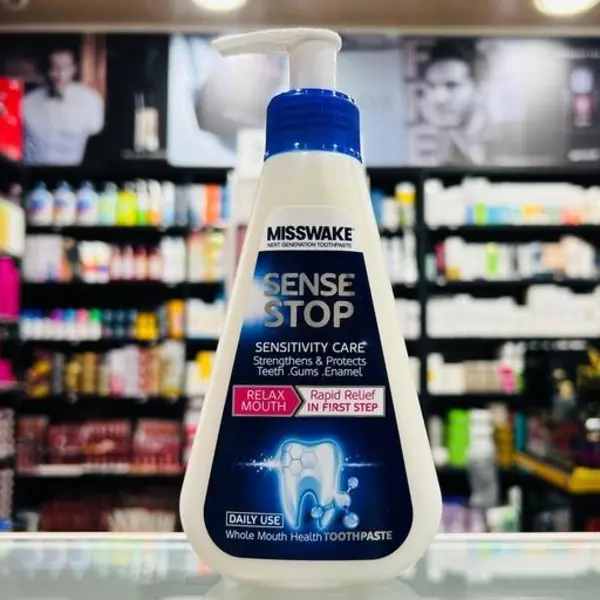 MISSWAKE
NEXT GENERATION TOOTHPASTE
SENSE
STOP
SENSITIVITY CARE
Strengthens & Protects
Teeth .Gums .Enamel
RELAX
MOUTH
Rapid Relief
IN FIRST STEP
DAILY USE
Whole Mouth Health TOOTHPASTE